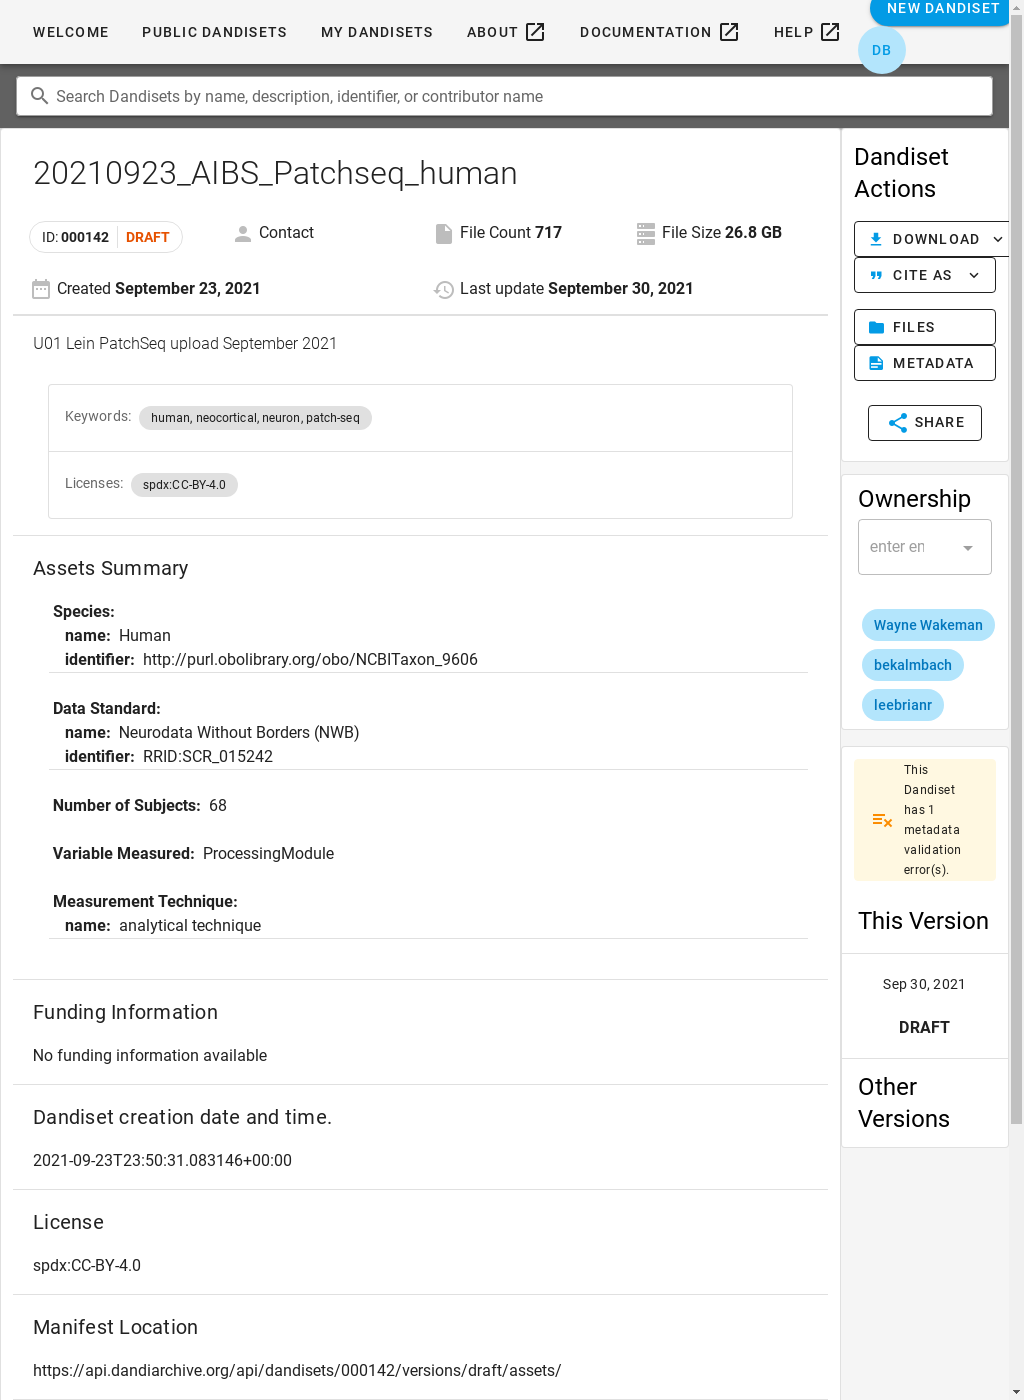 WELCOME PUBLIC DANDISETS MY DANDISETS ABOUT DOCUMENTATION HELP NEW DANDISET
DB
Search Dandisets by name, description, identifier, or contributor name
20210923_AIBS_Patchseq_human
ID: 000142 DRAFT Contact File Count 717 File Size 26.8 GB
Created September 23, 2021 Last update September 30, 2021
U01 Lein PatchSeq upload September 2021
Keywords: human, neocortical, neuron, patch-seq
Licenses: spdx:CC-BY-4.0
Assets Summary
Species:
name: Human
identifier: http://purl.obolibrary.org/obo/NCBITaxon_9606
Data Standard:
name: Neurodata Without Borders (NWB)
identifier: RRID:SCR_015242
Number of Subjects: 68
Variable Measured: ProcessingModule
Measurement Technique:
name: analytical technique
Funding Information
No funding information available
Dandiset creation date and time.
2021-09-23T23:50:31.083146+00:00
License
spdx:CC-BY-4.0
Manifest Location
https://api.dandiarchive.org/api/dandisets/000142/versions/draft/assets/
Dandiset
Actions
DOWNLOAD
CITE AS
FILES
METADATA
SHARE
Ownership
enter en
Wayne Wakeman
bekalmbach
leebrianr
This
Dandiset
has 1
metadata
validation
error(s).
This Version
Sep 30, 2021
DRAFT
Other
Versions